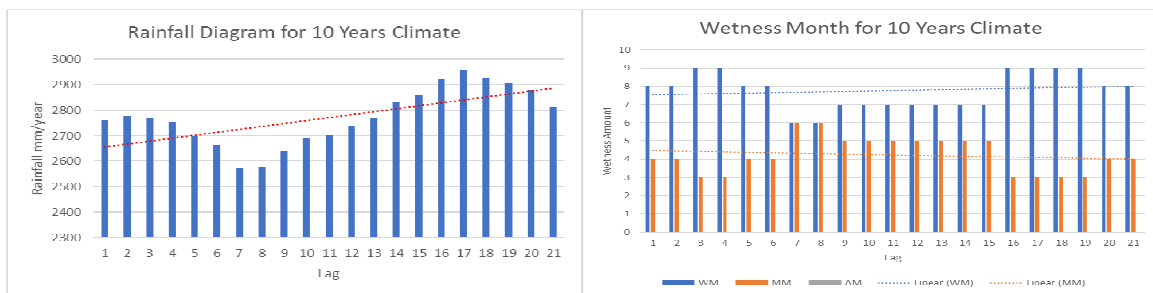 Rainfall Diagram for 10 Years Climate
Rainfall mm/year
3000
2900
2800
2700
2600
2500
2400
2300
1 2 3 4 5 6 7 8 9 10 11 12 13 14 15 16 17 18 19 20 21
Lag
Wetness Month for 10 Years Climate
Wetness Amount
10
9
8
7
6
5
4
3
2
1
0
1 2 3 4 5 6 7 8 9 10 11 12 13 14 15 16 17 18 19 20 21
Lag
WM MM AM Linear (WM) Linear (MM)